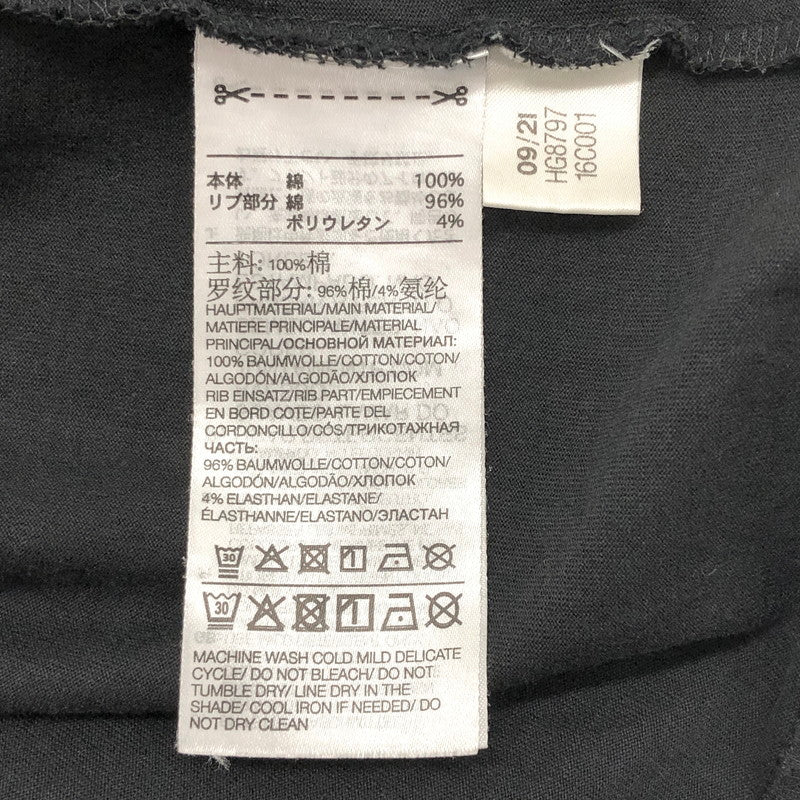 本体 綿 100%
リブ部分 綿 96%
ポリウレタン 4%
主料: 100%棉
罗纹部分: 96%棉/4%氨纶
HAUPTMATERIAL/MAIN MATERIAL/
MATIERE PRINCIPALE/MATERIAL
PRINCIPAL/ОСНОВНОЙ МАТЕРИАЛ:
100% BAUMWOLLE/COTTON/COTON/
ALGODÓN/ALGODÃO/ХЛОПОК
RIB EINSATZ/RIB PART/EMPIECEMENT
EN BORD COTE/PARTE DEL
CORDONCILLO/CÓS/ТРИКОТАЖНАЯ
ЧАСТЬ:
96% BAUMWOLLE/COTTON/COTON/
ALGODÓN/ALGODÃO/ХЛОПОК
4% ELASTHAN/ELASTANE/
ÉLASTHANNE/ELASTANO/ЭЛАСТАН
30
30
MACHINE WASH COLD MILD DELICATE
CYCLE/ DO NOT BLEACH/ DO NOT
TUMBLE DRY/ LINE DRY IN THE
SHADE/ COOL IRON IF NEEDED/ DO
NOT DRY CLEAN
09/21
HG8797
16C001